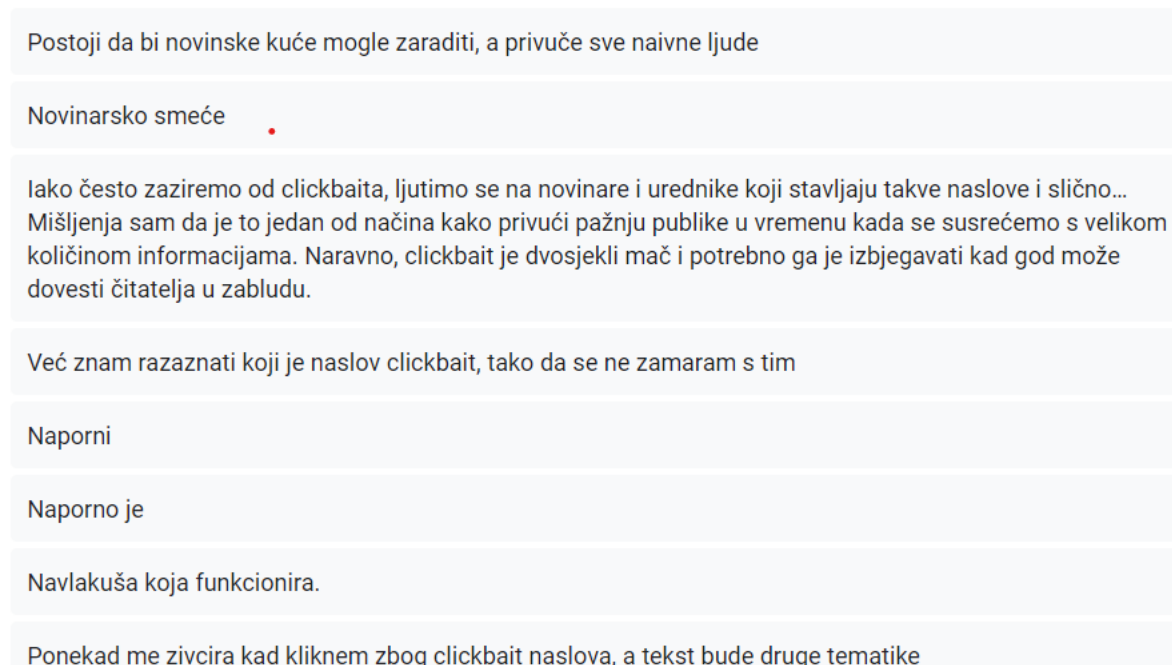 Postoji da bi novinske kuće mogle zaraditi, a privuče sve naivne ljude
Novinarsko smeće
Iako često zaziremo od clickbaita, ljutimo se na novinare i urednike koji stavljaju takve naslove i slično...
Mišljenja sam da je to jedan od načina kako privući pažnju publike u vremenu kada se susrećemo s velikom
količinom informacijama. Naravno, clickbait je dvosjekli mač i potrebno ga je izbjegavati kad god može
dovesti čitatelja u zabludu.
Već znam razaznati koji je naslov clickbait, tako da se ne zamaram s tim
Naporni
Naporno je
Navlakuša koja funkcionira.
Ponekad me zivcira kad kliknem zbog clickbait naslova, a tekst bude druge tematike